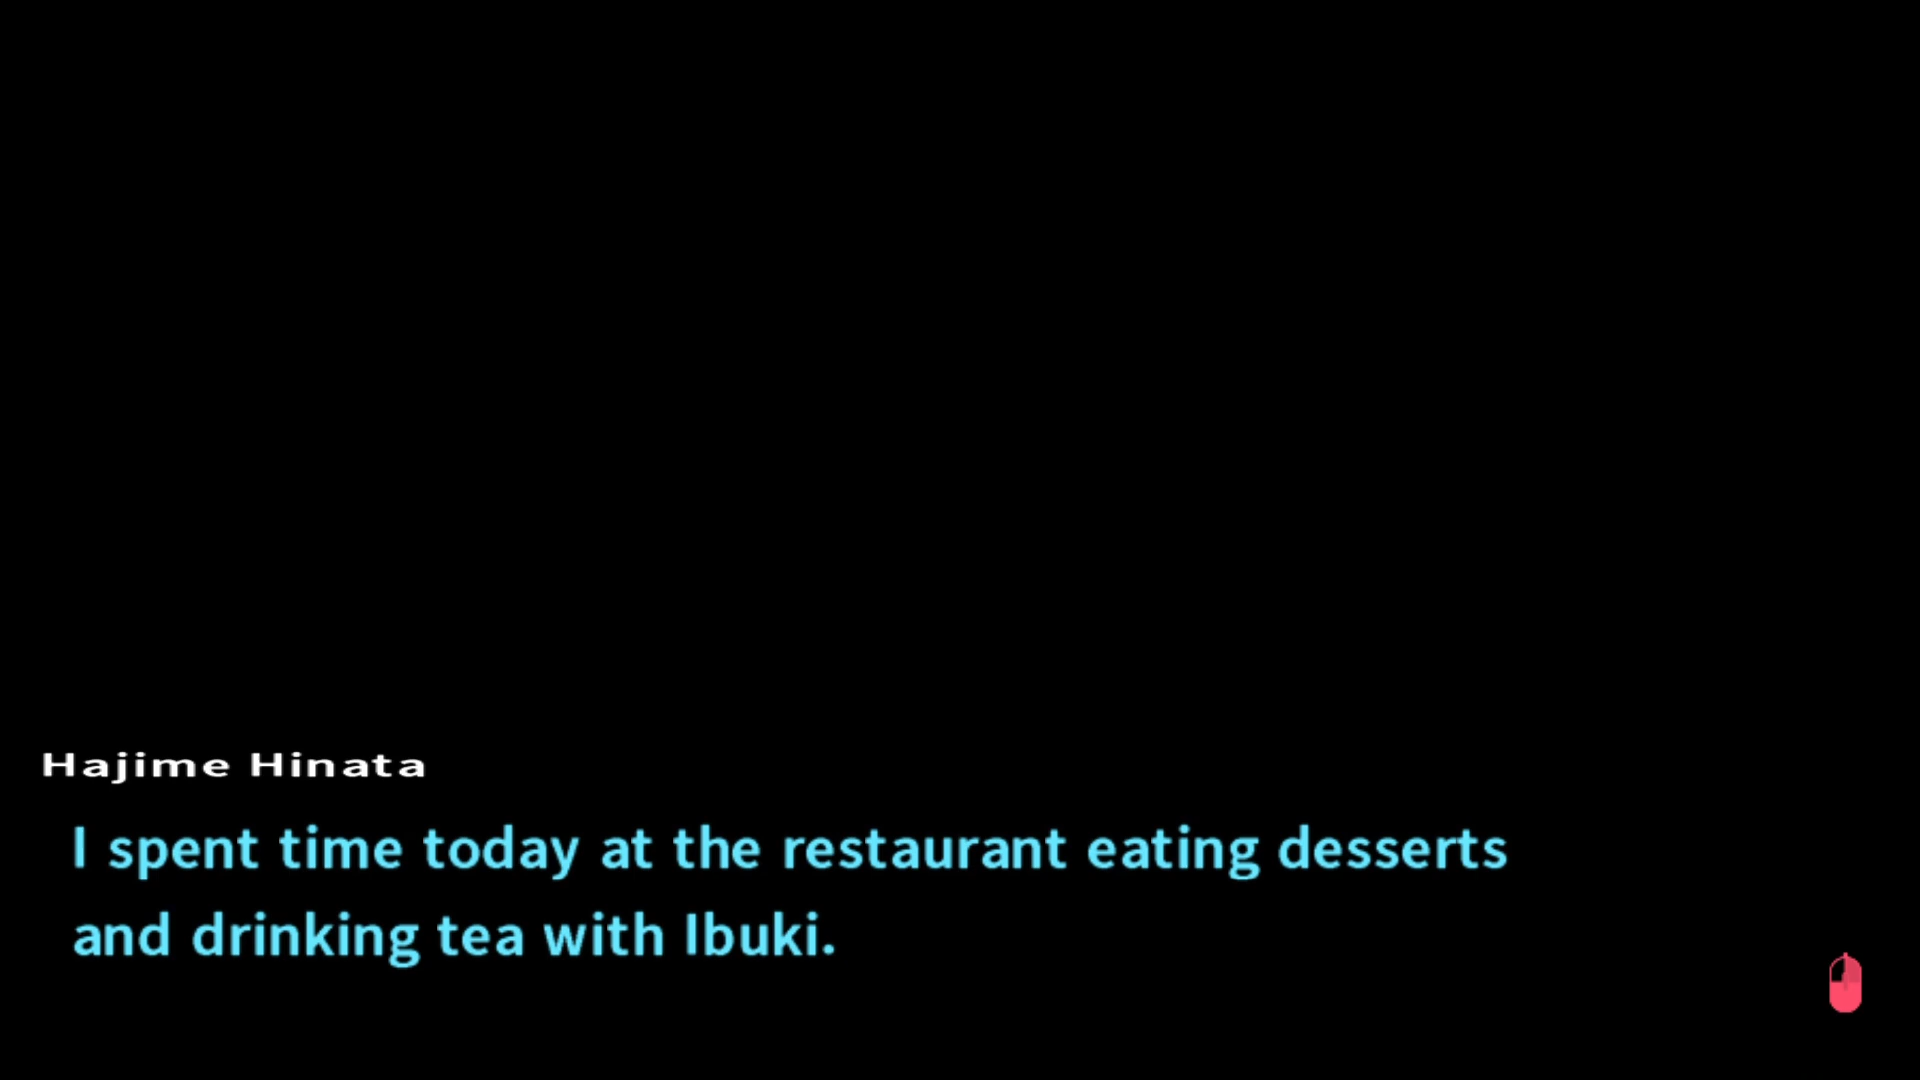 Hajime Hinata
I spent time today at the restaurant eating desserts
and drinking tea with Ibuki.